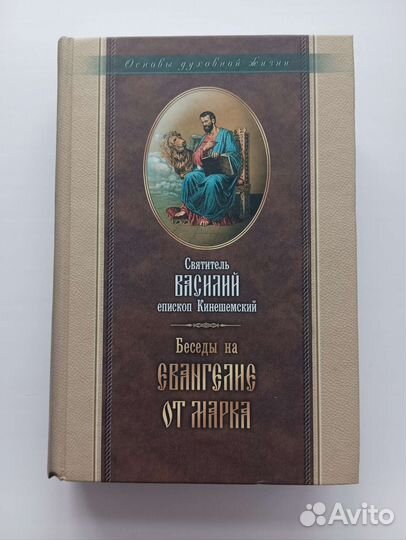 Основы духовной жизни
Святитель
ВАСИЛИЙ
епископ Кинешемский
Беседы на
ЕВАНГЕЛИЕ
ОТ МАРКА
Avito